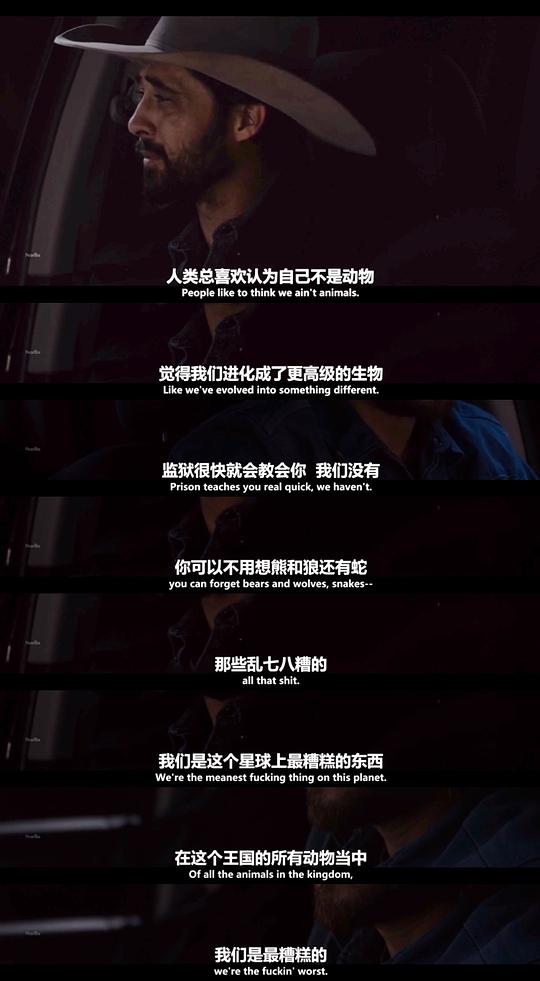 人类总喜欢认为自己不是动物
People like to think we ain't animals.
觉得我们进化成了更高级的生物
Like we've evolved into something different.
监狱很快就会教会你 我们没有
Prison teaches you real quick, we haven't.
你可以不用想熊和狼还有蛇
you can forget bears and wolves, snakes--
那些乱七八糟的
all that shit.
我们是这个星球上最糟糕的东西
We're the meanest fucking thing on this planet.
在这个王国的所有动物当中
Of all the animals in the kingdom,
我们是最糟糕的
we're the fuckin' worst.